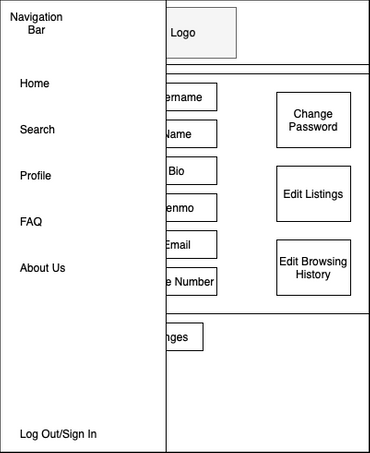 Navigation
Bar
Logo
Home
ername
Change
Password
Search
Name
Profile
Bio
Edit Listings
FAQ
enmo
Email
About Us
e Number
Edit Browsing
History
nges
Log Out/Sign In